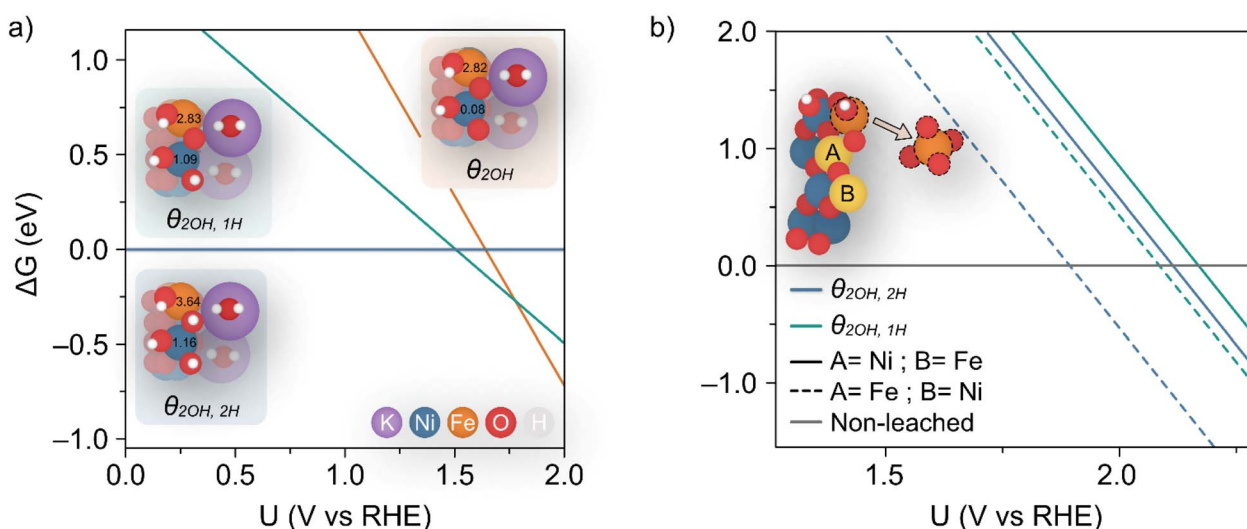 a)
ΔG (eV)
1.0
0.5
0.0
−0.5
−1.0
2.83
1.09
θ2OH, 1H
2.82
0.08
θ2OH
3.64
1.16
θ2OH, 2H
K Ni Fe O H
0.0 0.5 1.0 1.5 2.0
U (V vs RHE)
b)
2.0
1.0
0.0
−1.0
A
B
θ2OH, 2H
θ2OH, 1H
A= Ni ; B= Fe
A= Fe ; B= Ni
Non-leached
1.5 2.0
U (V vs RHE)